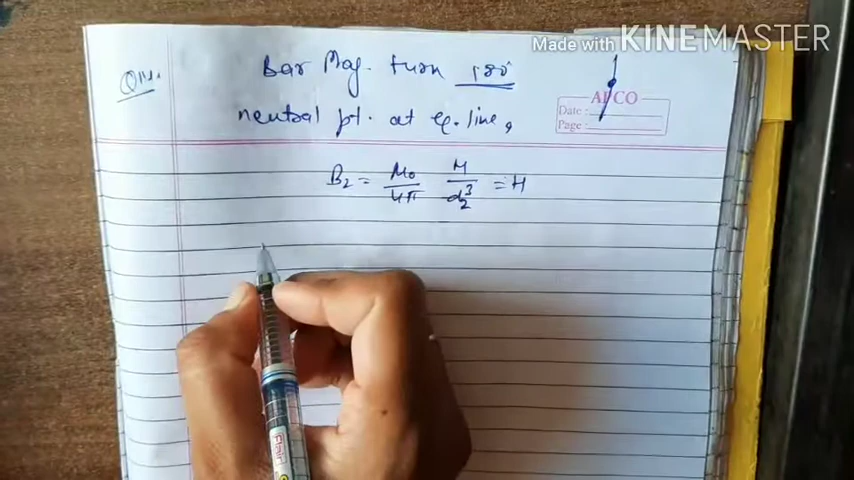 Made with KINEMASTER
Bar Mag. turn 180°
neutral pt. at eq. line,
APCO
Date:
Page:
B₂ = μ₀/4π M/d₂³ = H
Flair